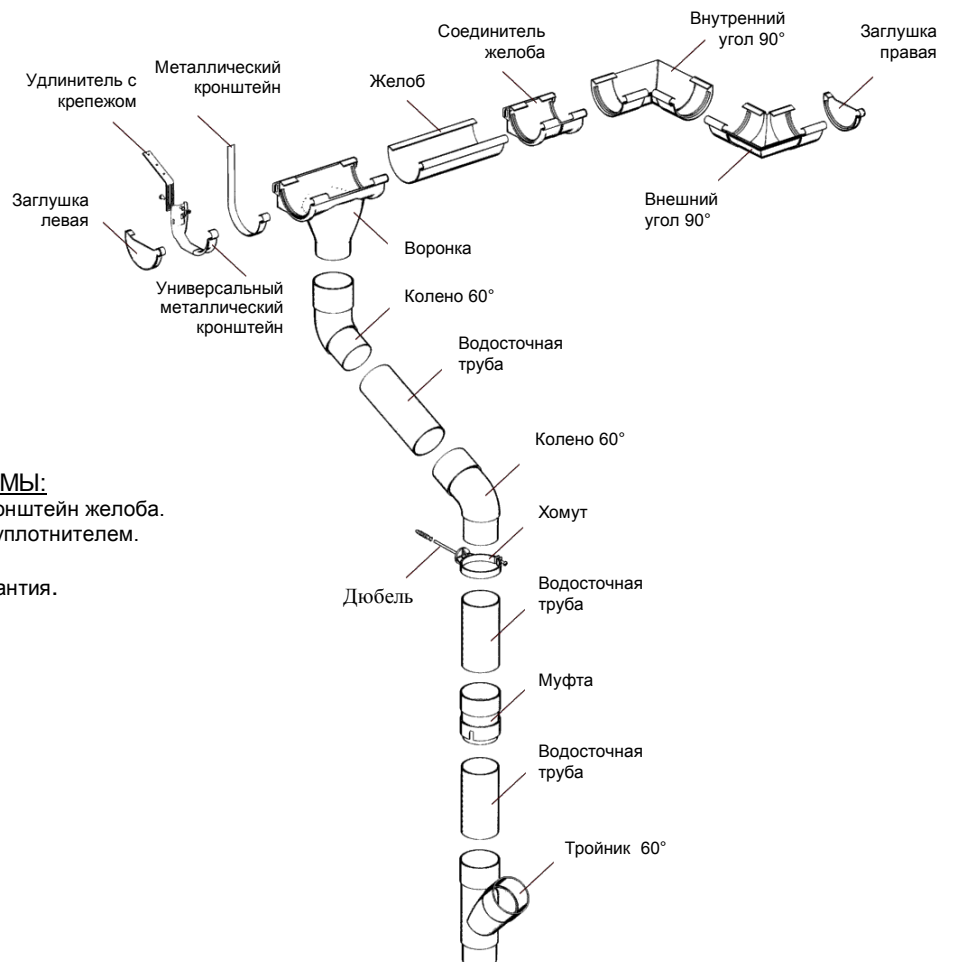 Внутренний
угол 90°
Соединитель
желоба
Заглушка
правая
Металлический
кронштейн
Желоб
Удлинитель с
крепежом
Заглушка
левая
Внешний
угол 90°
Воронка
Универсальный
металлический
кронштейн
Колено 60°
Водосточная
труба
Колено 60°
МЫ:
онштейн желоба.
уплотнителем.
Хомут
антия.
Дюбель
Водосточная
труба
Муфта
Водосточная
труба
Тройник 60°